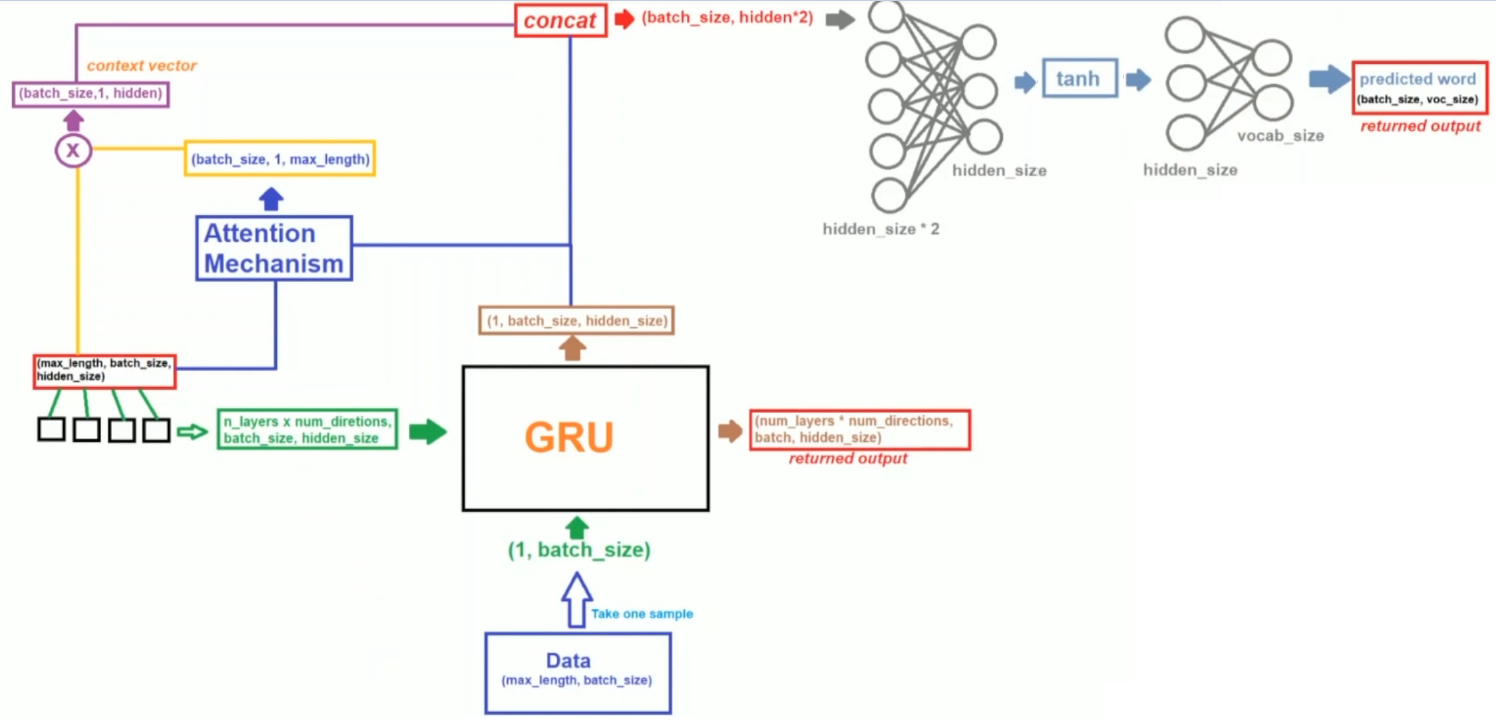 concat
(batch_size, hidden*2)
context vector
(batch_size,1, hidden)
X
(batch_size, 1, max_length)
Attention
Mechanism
hidden_size * 2
hidden_size
tanh
hidden_size
vocab_size
predicted word
(batch_size, voc_size)
returned output
(1, batch_size, hidden_size)
(max_length, batch_size,
hidden_size)
n_layers x num_diretions,
batch_size, hidden_size
GRU
(num_layers * num_directions,
batch, hidden_size)
returned output
(1, batch_size)
Take one sample
Data
(max_length, batch_size)